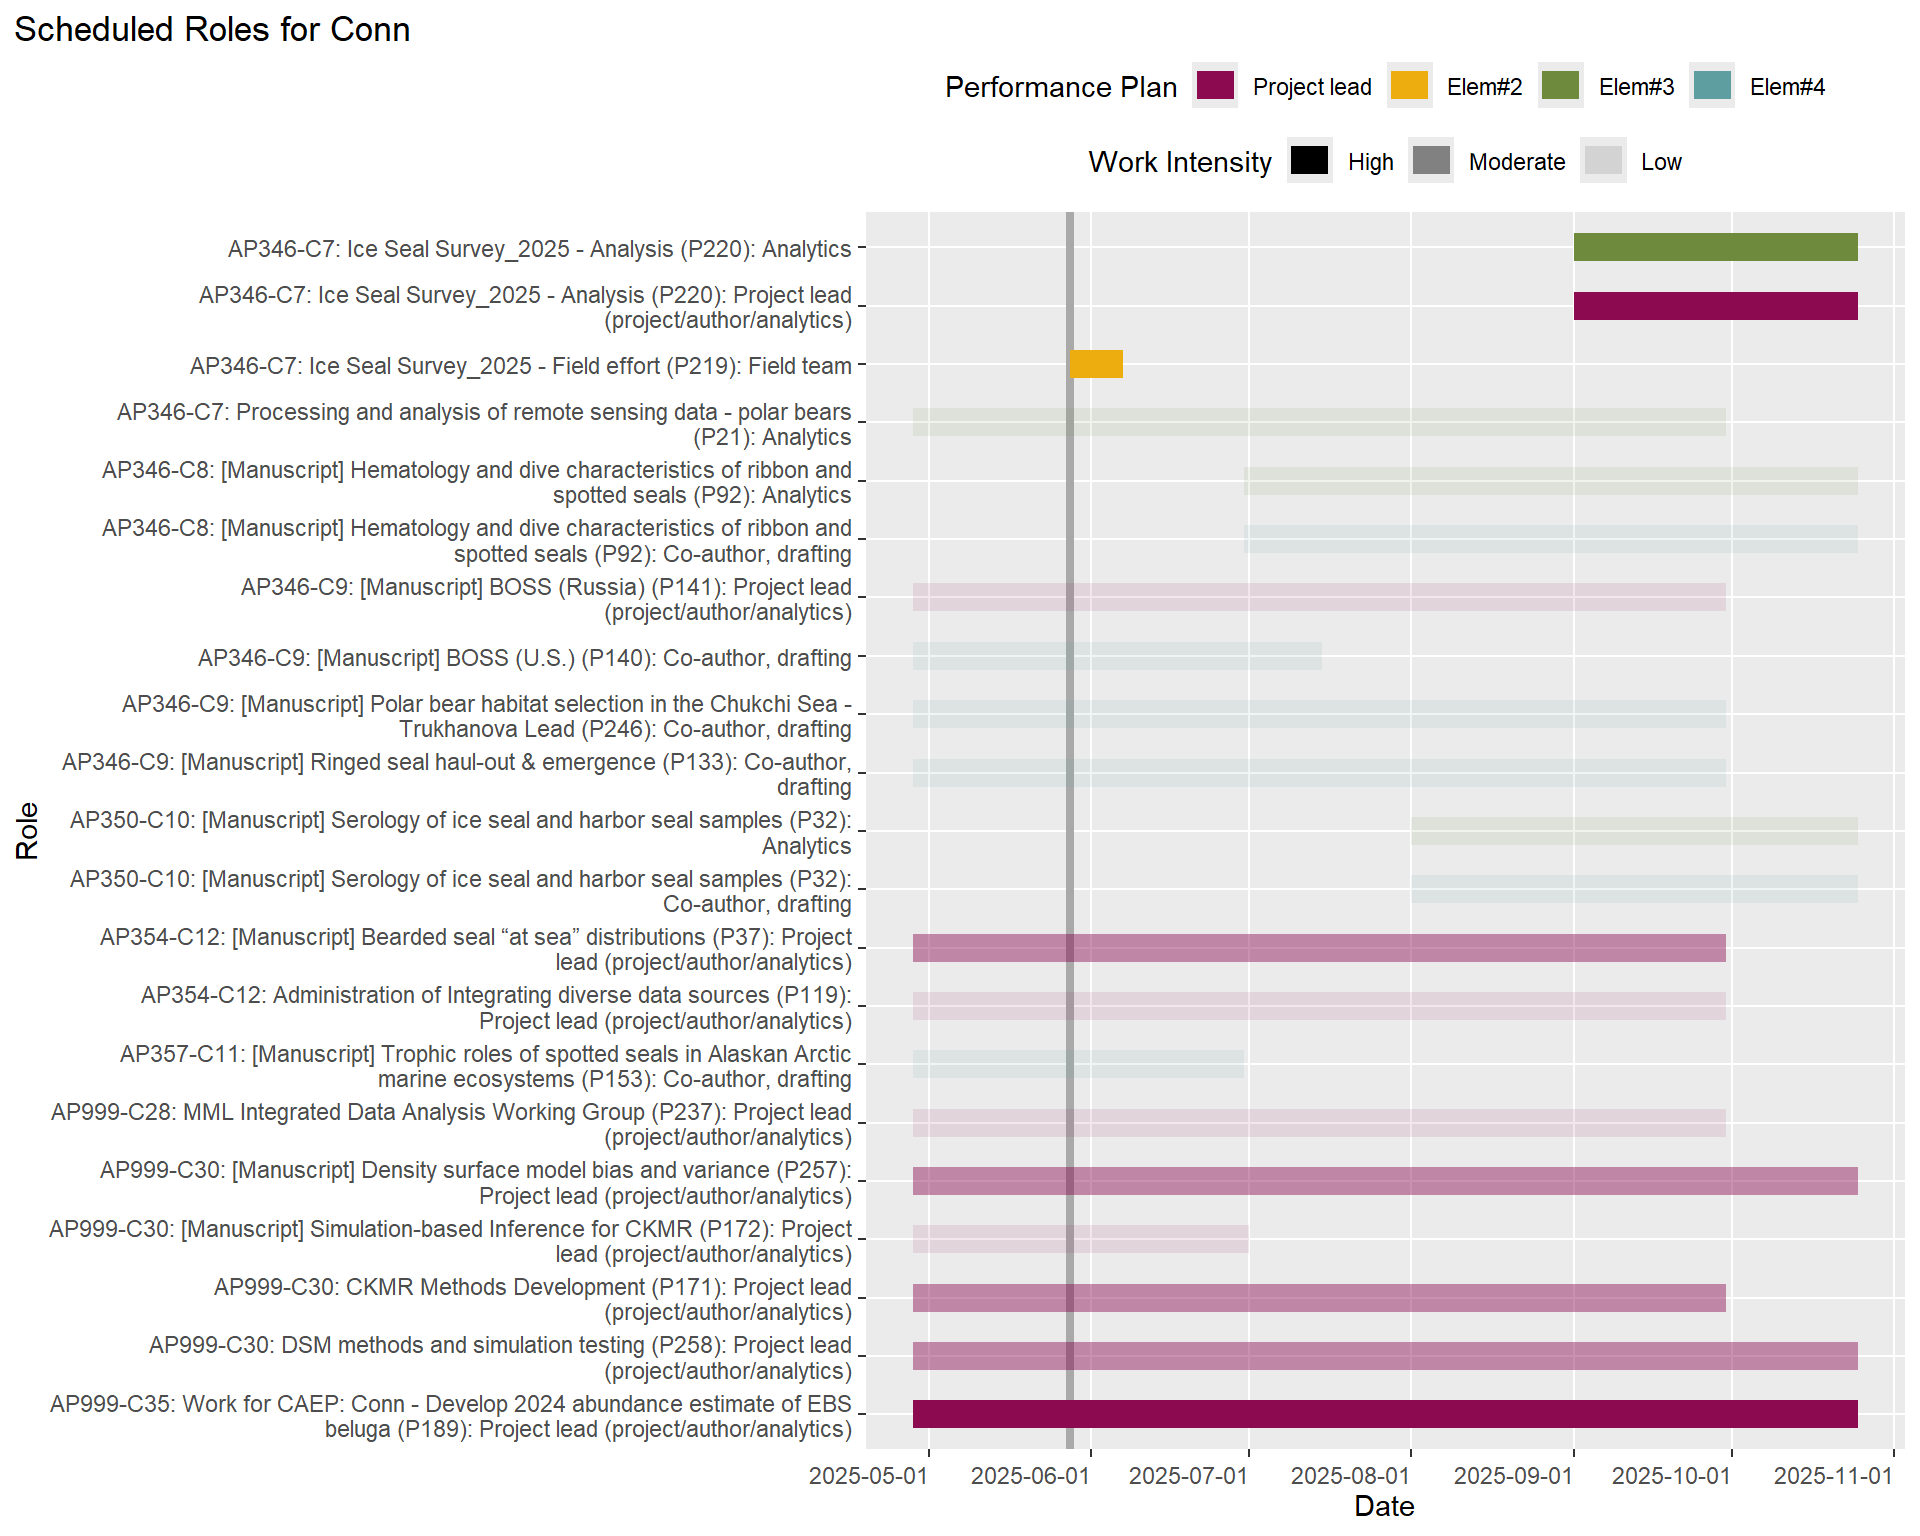 Scheduled Roles for Conn
Performance Plan Project lead Elem#2 Elem#3 Elem#4
Work Intensity High Moderate Low
AP346-C7: Ice Seal Survey_2025 - Analysis (P220): Analytics
AP346-C7: Ice Seal Survey_2025 - Analysis (P220): Project lead
(project/author/analytics)
AP346-C7: Ice Seal Survey_2025 - Field effort (P219): Field team
AP346-C7: Processing and analysis of remote sensing data - polar bears
(P21): Analytics
AP346-C8: [Manuscript] Hematology and dive characteristics of ribbon and
spotted seals (P92): Analytics
AP346-C8: [Manuscript] Hematology and dive characteristics of ribbon and
spotted seals (P92): Co-author, drafting
AP346-C9: [Manuscript] BOSS (Russia) (P141): Project lead
(project/author/analytics)
AP346-C9: [Manuscript] BOSS (U.S.) (P140): Co-author, drafting
AP346-C9: [Manuscript] Polar bear habitat selection in the Chukchi Sea -
Trukhanova Lead (P246): Co-author, drafting
AP346-C9: [Manuscript] Ringed seal haul-out & emergence (P133): Co-author,
drafting
AP350-C10: [Manuscript] Serology of ice seal and harbor seal samples (P32):
Analytics
AP350-C10: [Manuscript] Serology of ice seal and harbor seal samples (P32):
Co-author, drafting
AP354-C12: [Manuscript] Bearded seal “at sea” distributions (P37): Project
lead (project/author/analytics)
AP354-C12: Administration of Integrating diverse data sources (P119):
Project lead (project/author/analytics)
AP357-C11: [Manuscript] Trophic roles of spotted seals in Alaskan Arctic
marine ecosystems (P153): Co-author, drafting
AP999-C28: MML Integrated Data Analysis Working Group (P237): Project lead
(project/author/analytics)
AP999-C30: [Manuscript] Density surface model bias and variance (P257):
Project lead (project/author/analytics)
AP999-C30: [Manuscript] Simulation-based Inference for CKMR (P172): Project
lead (project/author/analytics)
AP999-C30: CKMR Methods Development (P171): Project lead
(project/author/analytics)
AP999-C30: DSM methods and simulation testing (P258): Project lead
(project/author/analytics)
AP999-C35: Work for CAEP: Conn - Develop 2024 abundance estimate of EBS
beluga (P189): Project lead (project/author/analytics)
Role
2025-05-01 2025-06-01 2025-07-01 2025-08-01 2025-09-01 2025-10-01 2025-11-01
Date